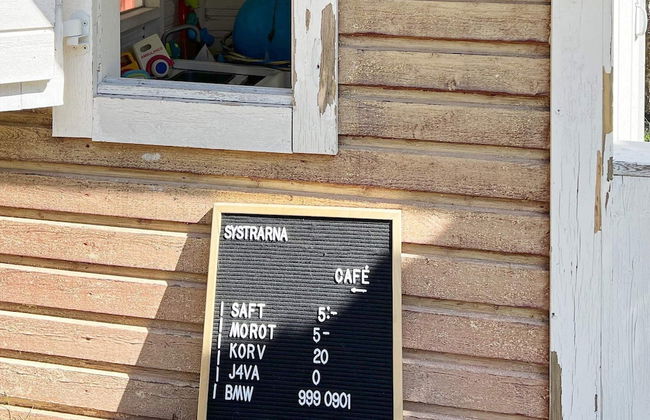 SYSTRARNA
CAFÉ
←
| SAFT 5:-
| MOROT 5-
| KORV 20
| J4VA 0
| BMW 999 0901